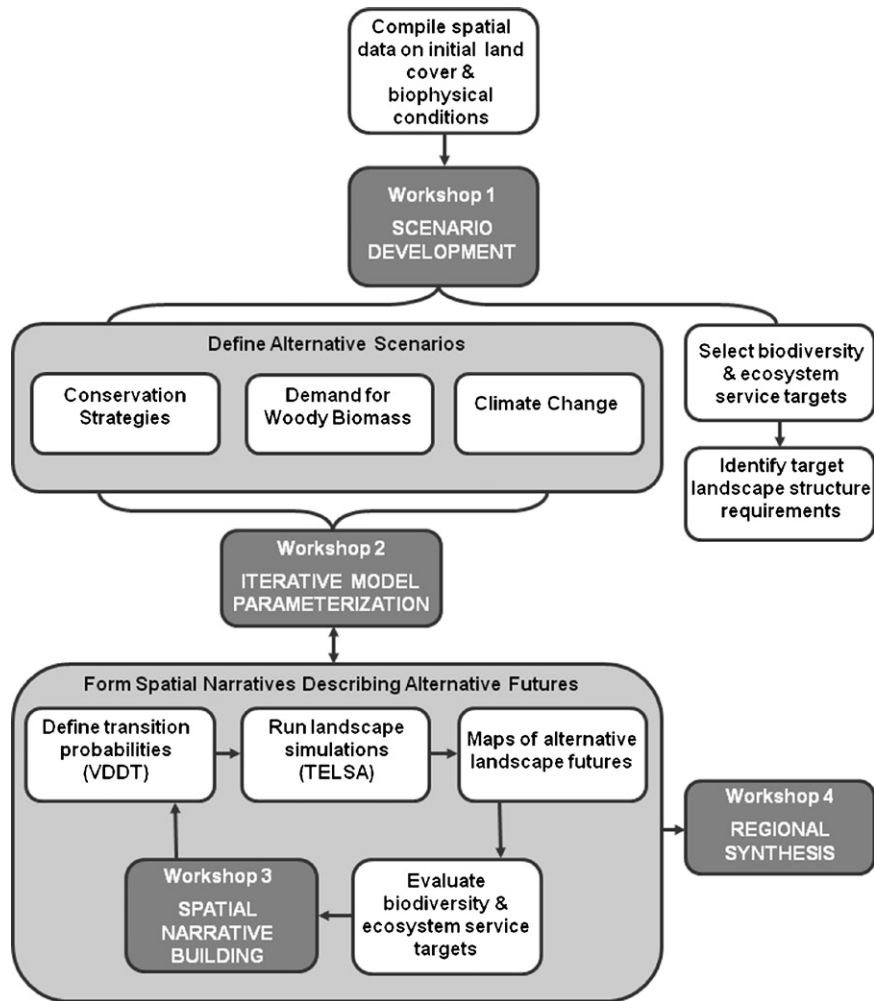 Compile spatial
data on initial land
cover &
biophysical
conditions
Workshop 1
SCENARIO
DEVELOPMENT
Define Alternative Scenarios
Conservation
Strategies
Demand for
Woody Biomass
Climate Change
Select biodiversity
& ecosystem
service targets
Identify target
landscape structure
requirements
Workshop 2
ITERATIVE MODEL
PARAMETERIZATION
Form Spatial Narratives Describing Alternative Futures
Define transition
probabilities
(VDDT)
Run landscape
simulations
(TELSA)
Maps of alternative
landscape futures
Evaluate
biodiversity &
ecosystem service
targets
Workshop 3
SPATIAL
NARRATIVE
BUILDING
Workshop 4
REGIONAL
SYNTHESIS